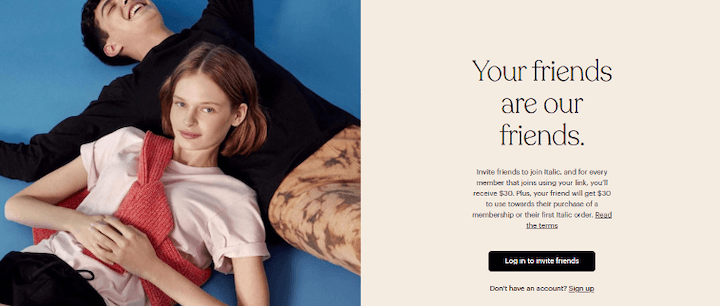 Your friends
are our
friends.
Invite friends to join Italic, and for every
member that joins using your link, you'll
receive $30. Plus, your friend will get $30
to use towards their purchase of a
membership or their first Italic order. Read
the terms
Log in to invite friends
Don't have an account? Sign up